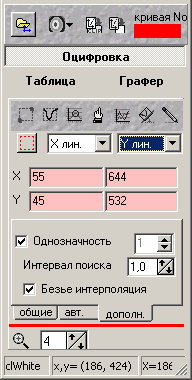 кривая No
Оцифровка
Таблица Графер
X лин. Y лин.
X 55 644
Y 45 532
Однозначность 1
Интервал поиска 1,0
Безье интерполяция
общие авт. дополн.
4
clWhite x,y= (186, 424) X=186